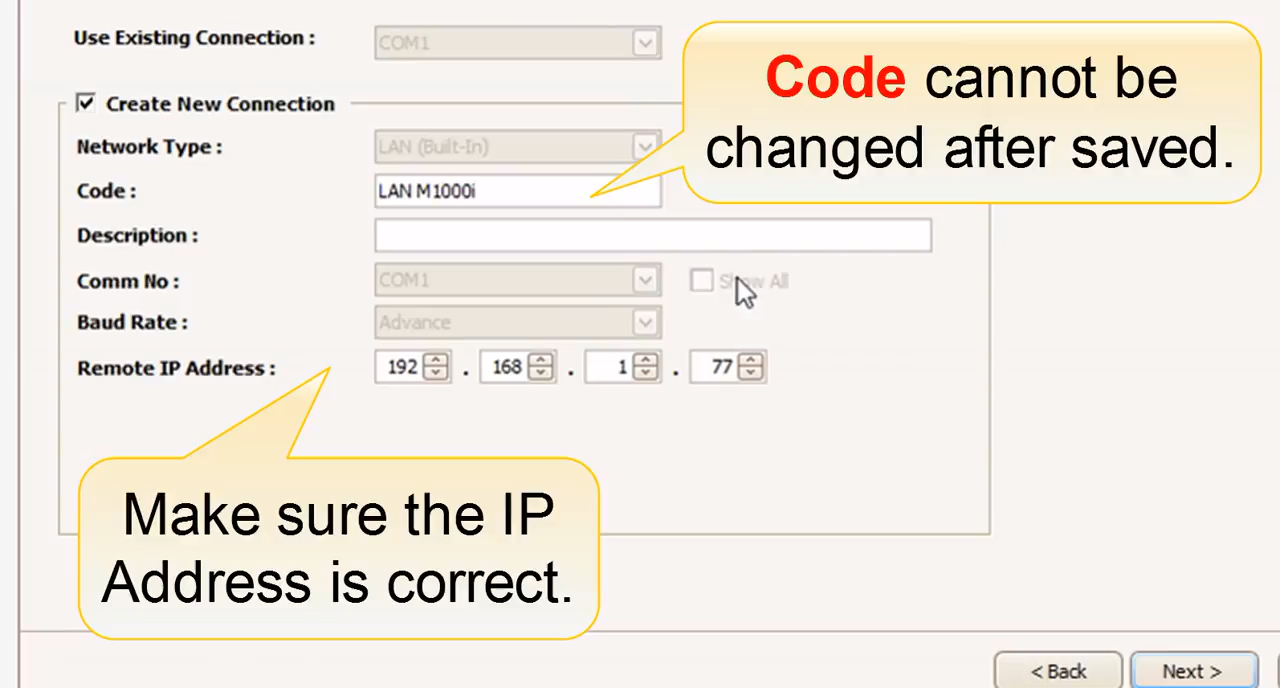 Use Existing Connection : COM1
Code cannot be
changed after saved.
Create New Connection
Network Type : LAN (Built-In)
Code : LAN M1000i
Description :
Comm No : COM1 Show All
Baud Rate : Advance
Remote IP Address : 192 . 168 . 1 . 77
Make sure the IP
Address is correct.
< Back Next >